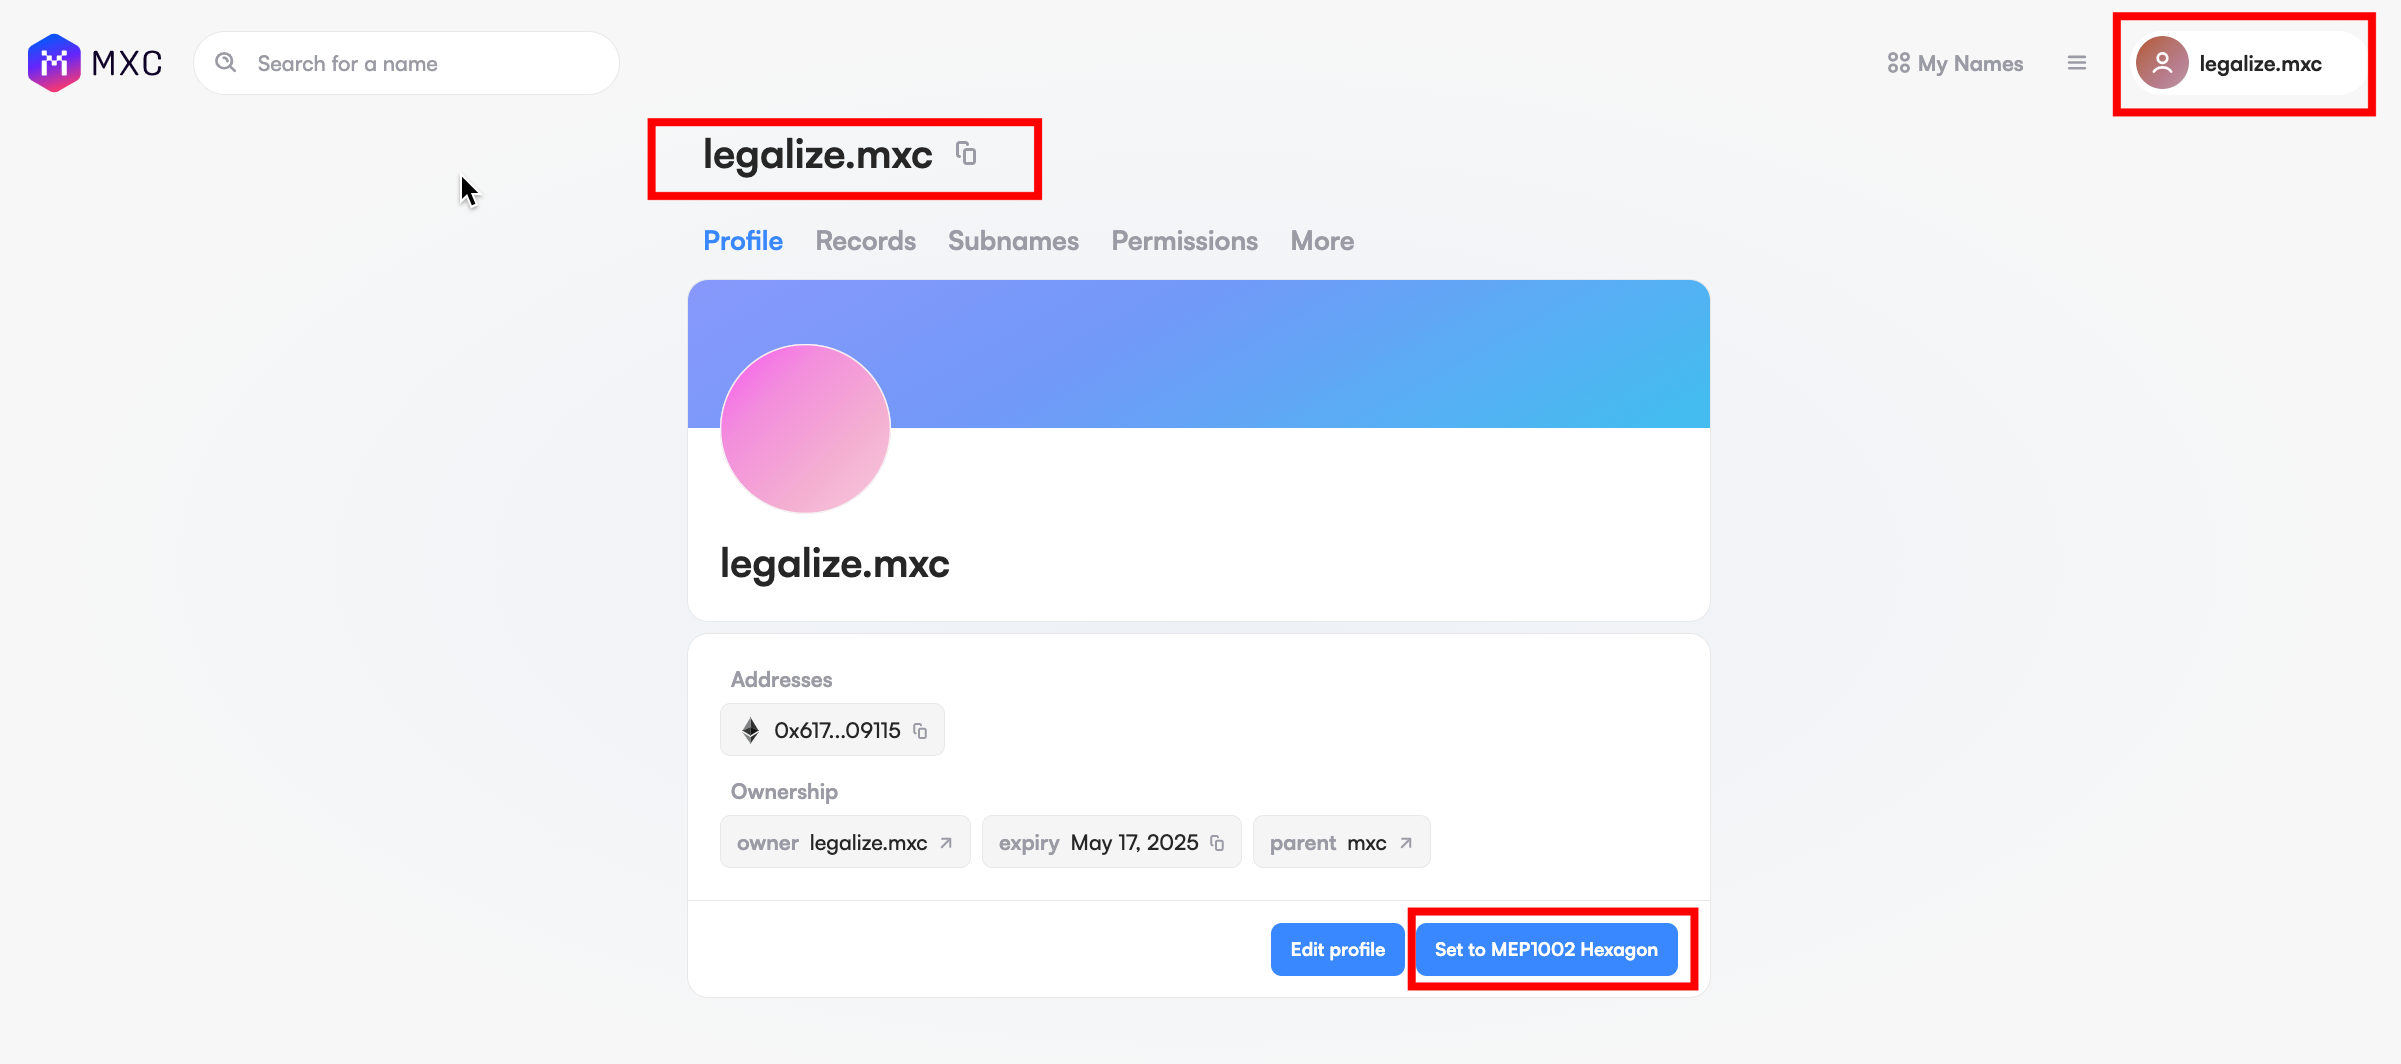 MXC
Search for a name
My Names
legalize.mxc
legalize.mxc
Profile Records Subnames Permissions More
legalize.mxc
Addresses
0x617...09115
Ownership
owner legalize.mxc expiry May 17, 2025 parent mxc
Edit profile Set to MEP1002 Hexagon